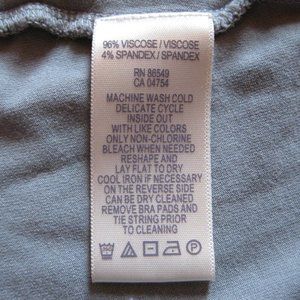 96% VISCOSE / VISCOSE
4% SPANDEX / SPANDEX
RN 86549
CA 04754
MACHINE WASH COLD
DELICATE CYCLE
INSIDE OUT
WITH LIKE COLORS
ONLY NON-CHLORINE
BLEACH WHEN NEEDED
RESHAPE AND
LAY FLAT TO DRY
COOL IRON IF NECESSARY
ON THE REVERSE SIDE
CAN BE DRY CLEANED
REMOVE BRA PADS AND
TIE STRING PRIOR
TO CLEANING